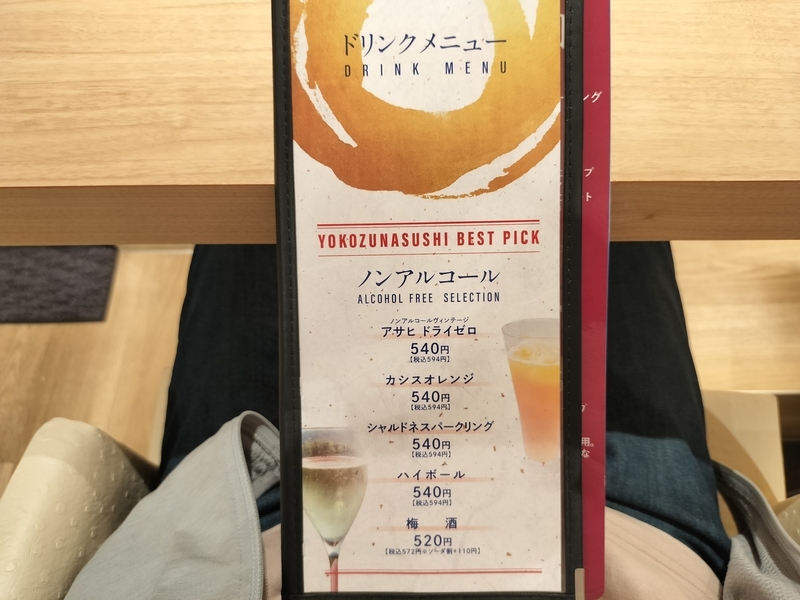 ドリンクメニュー
DRINK MENU
YOKOZUNASUSHI BEST PICK
ノンアルコール
ALCOHOL FREE SELECTION
ノンアルコールヴィンテージ
アサヒ ドライゼロ
540円
【税込594円】
カシスオレンジ
540円
【税込594円】
シャルドネスパークリング
540円
【税込594円】
ハイボール
540円
【税込594円】
梅 酒
520円
【税込572円※ソーダ割+110円】
ング
プ
ト
用。
な